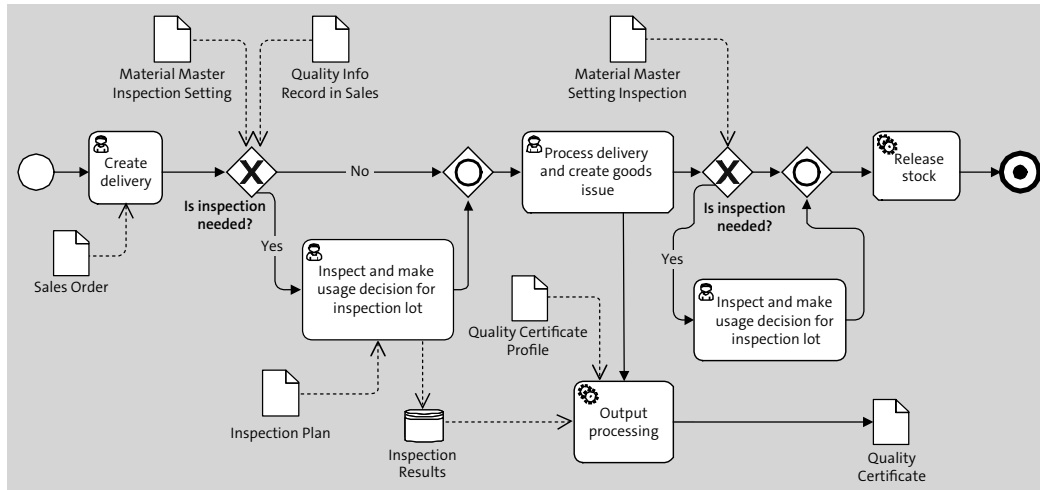 Material Master
Inspection Setting
Quality Info
Record in Sales
Material Master
Setting Inspection
Create
delivery
X
No
Process delivery
and create goods
issue
X
Release
stock
Is inspection
needed?
Is inspection
needed?
Yes
Yes
Sales Order
Inspect and make
usage decision for
inspection lot
Inspect and make
usage decision for
inspection lot
Quality Certificate
Profile
Inspection Plan
Output
processing
Inspection
Results
Quality
Certificate